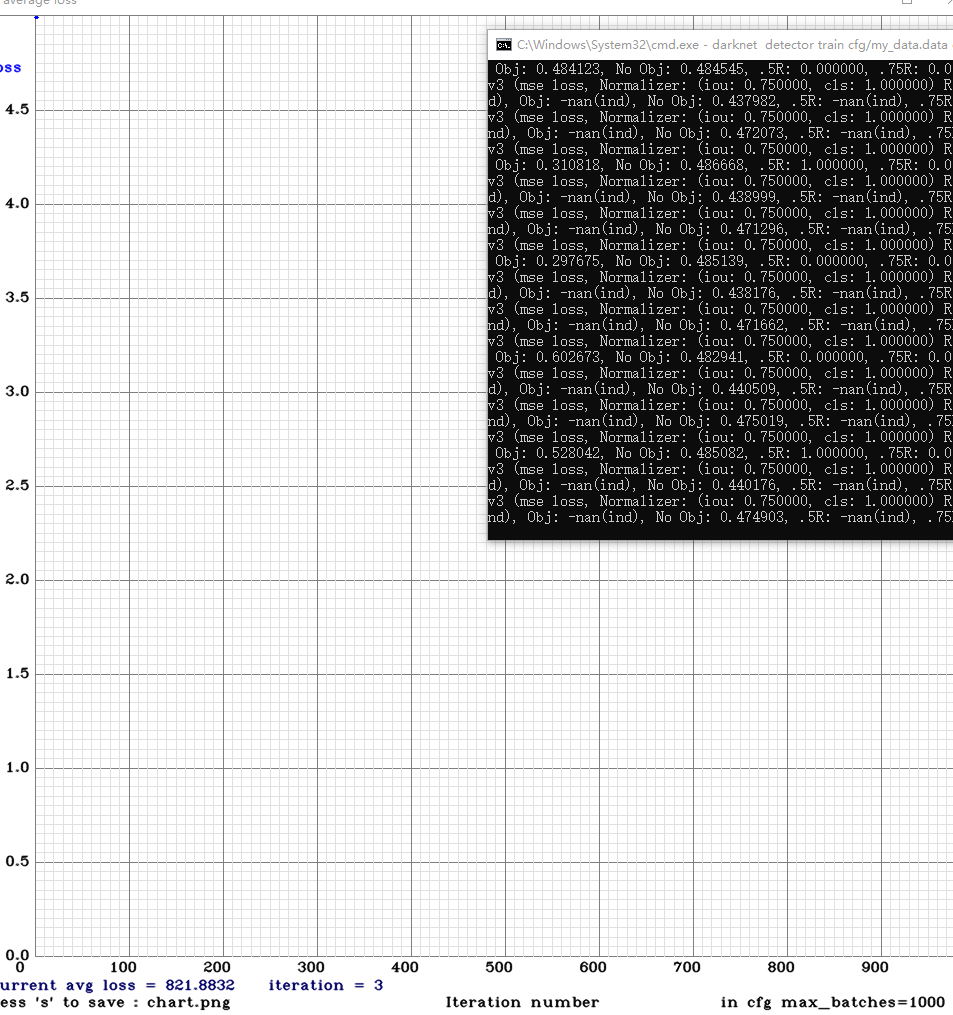 average loss
oss
4.5
4.0
3.5
3.0
2.5
2.0
1.5
1.0
0.5
0.0
0 100 200 300 400 500 600 700 800 900
urrent avg loss = 821.8832 iteration = 3
ess 's' to save : chart.png Iteration number in cfg max_batches=1000
C:\Windows\System32\cmd.exe - darknet detector train cfg/my_data.data
Obj: 0.484123, No Obj: 0.484545, .5R: 0.000000, .75R: 0.0
v3 (mse loss, Normalizer: (iou: 0.750000, cls: 1.000000) R
d), Obj: -nan(ind), No Obj: 0.437982, .5R: -nan(ind), .75R
v3 (mse loss, Normalizer: (iou: 0.750000, cls: 1.000000) R
nd), Obj: -nan(ind), No Obj: 0.472073, .5R: -nan(ind), .75
v3 (mse loss, Normalizer: (iou: 0.750000, cls: 1.000000) R
Obj: 0.310818, No Obj: 0.486668, .5R: 1.000000, .75R: 0.0
v3 (mse loss, Normalizer: (iou: 0.750000, cls: 1.000000) R
d), Obj: -nan(ind), No Obj: 0.438999, .5R: -nan(ind), .75R
v3 (mse loss, Normalizer: (iou: 0.750000, cls: 1.000000) R
nd), Obj: -nan(ind), No Obj: 0.471296, .5R: -nan(ind), .75
v3 (mse loss, Normalizer: (iou: 0.750000, cls: 1.000000) R
Obj: 0.297675, No Obj: 0.485139, .5R: 0.000000, .75R: 0.0
v3 (mse loss, Normalizer: (iou: 0.750000, cls: 1.000000) R
d), Obj: -nan(ind), No Obj: 0.438176, .5R: -nan(ind), .75R
v3 (mse loss, Normalizer: (iou: 0.750000, cls: 1.000000) R
nd), Obj: -nan(ind), No Obj: 0.471662, .5R: -nan(ind), .75
v3 (mse loss, Normalizer: (iou: 0.750000, cls: 1.000000) R
Obj: 0.602673, No Obj: 0.482941, .5R: 0.000000, .75R: 0.0
v3 (mse loss, Normalizer: (iou: 0.750000, cls: 1.000000) R
d), Obj: -nan(ind), No Obj: 0.440509, .5R: -nan(ind), .75R
v3 (mse loss, Normalizer: (iou: 0.750000, cls: 1.000000) R
nd), Obj: -nan(ind), No Obj: 0.475019, .5R: -nan(ind), .75
v3 (mse loss, Normalizer: (iou: 0.750000, cls: 1.000000) R
Obj: 0.528042, No Obj: 0.485082, .5R: 1.000000, .75R: 0.0
v3 (mse loss, Normalizer: (iou: 0.750000, cls: 1.000000) R
d), Obj: -nan(ind), No Obj: 0.440176, .5R: -nan(ind), .75R
v3 (mse loss, Normalizer: (iou: 0.750000, cls: 1.000000) R
nd), Obj: -nan(ind), No Obj: 0.474903, .5R: -nan(ind), .75